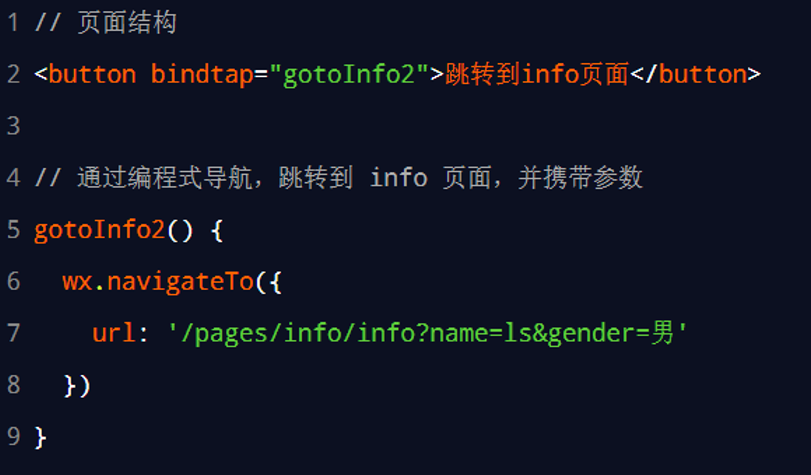 1 // 页面结构
2 <button bindtap="gotoInfo2">跳转到info页面</button>
3
4 // 通过编程式导航，跳转到 info 页面，并携带参数
5 gotoInfo2() {
6   wx.navigateTo({
7     url: '/pages/info/info?name=ls&gender=男'
8   })
9 }